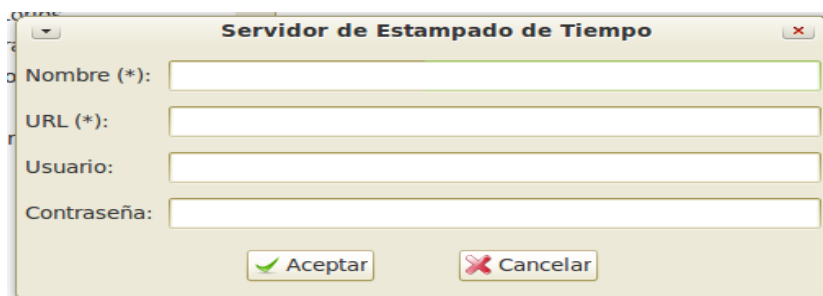 Servidor de Estampado de Tiempo
Nombre (*):
URL (*):
Usuario:
Contraseña:
Aceptar
Cancelar